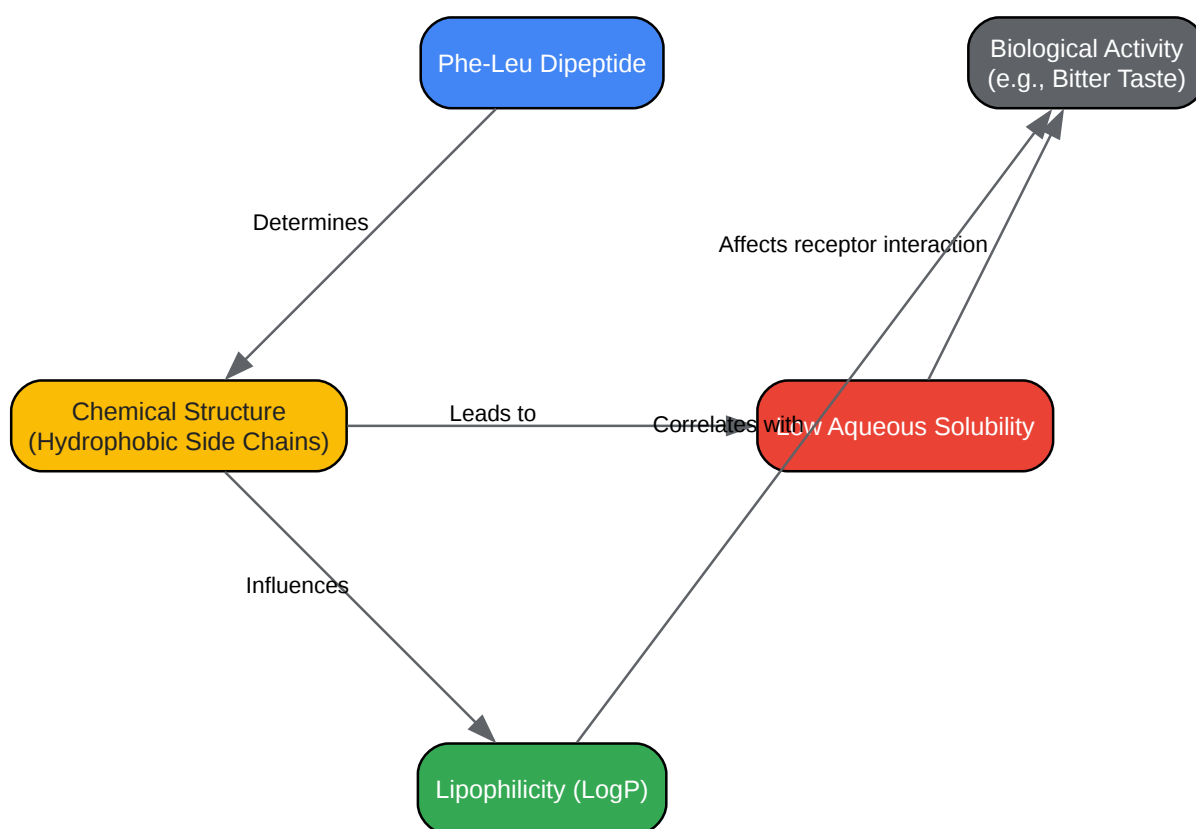 Phe-Leu Dipeptide
Biological Activity
(e.g., Bitter Taste)
Determines
Affects receptor interaction
Chemical Structure
(Hydrophobic Side Chains)
Leads to
Correlates with
Low Aqueous Solubility
Influences
Lipophilicity (LogP)